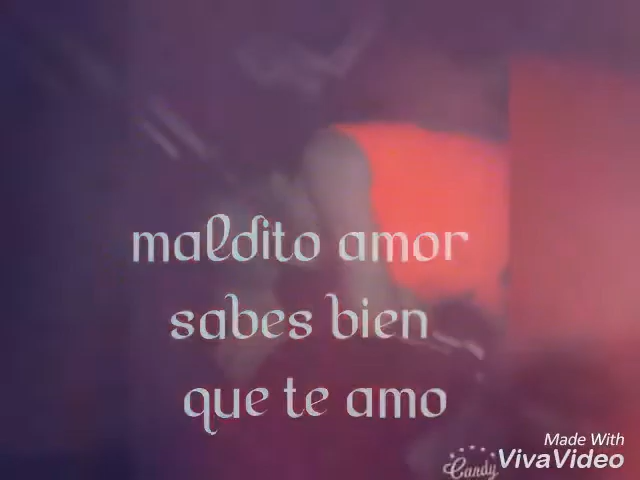 maldito amor
sabes bien
que te amo
Made With
Candy VivaVideo